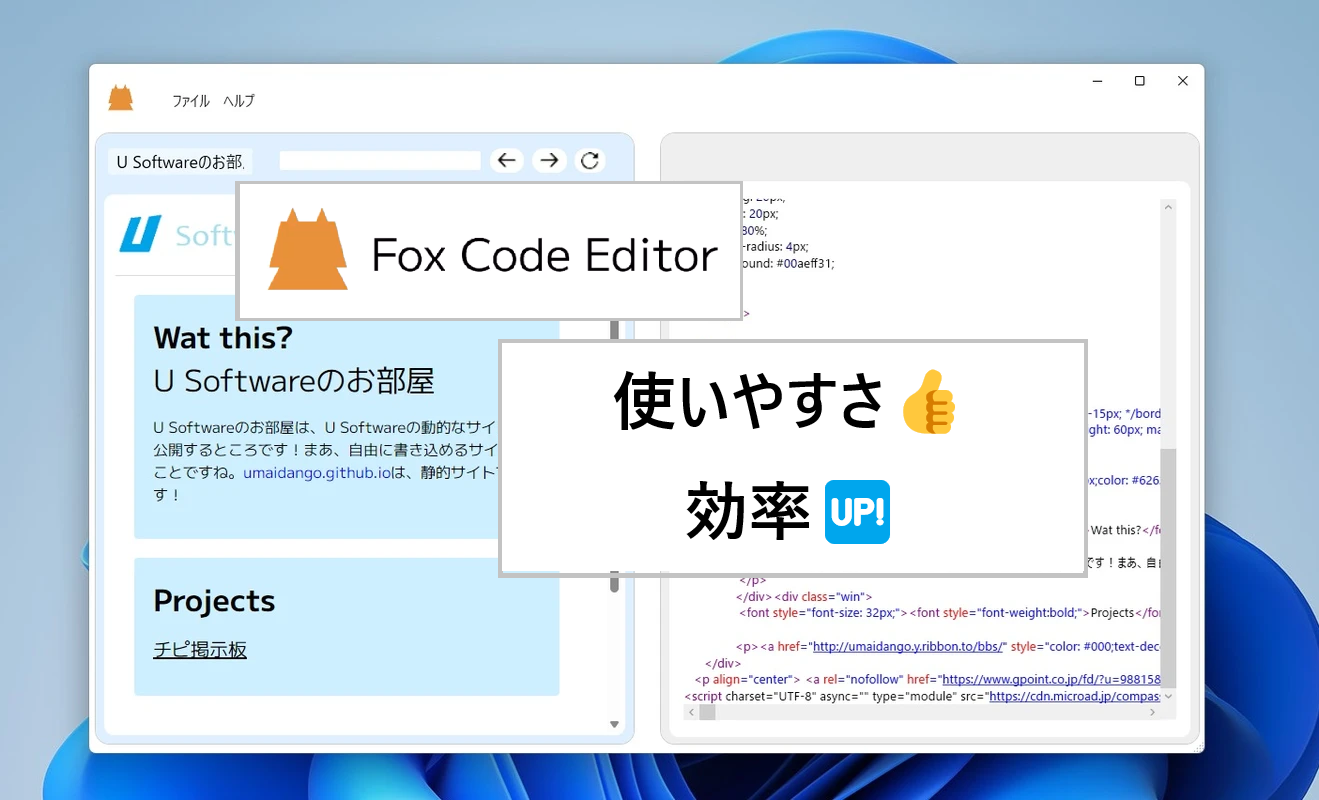 ファイル ヘルプ
U Softwareのお部
Soft
Fox Code Editor
Wat this?
U Softwareのお部屋
U Softwareのお部屋は、U Softwareの動的なサイ
公開するところです！まあ、自由に書き込めるサイ
ことですね。umaidango.github.ioは、静的サイト
す！
Projects
チピ掲示板
使いやすさ👍
効率🆙
: 20px;
80%;
-radius: 4px;
ound: #00aeff31;
>
-15px; "/bord
ght: 60px; ma
x;color: #626
Wat this?</f
です！まあ、自
</p>
</div><div class="win">
<font style="font-size: 32px;"><font style="font-weight:bold;">Projects</fo
<p><a href="http://umaidango.y.ribbon.to/bbs/" style="color: #000;text-dec
</div>
<p align="center"> <a rel="nofollow" href="https://www.gpoint.co.jp/fd/?u=988158
<script charset="UTF-8" async="" type="module" src="https://cdn.microad.jp/compas